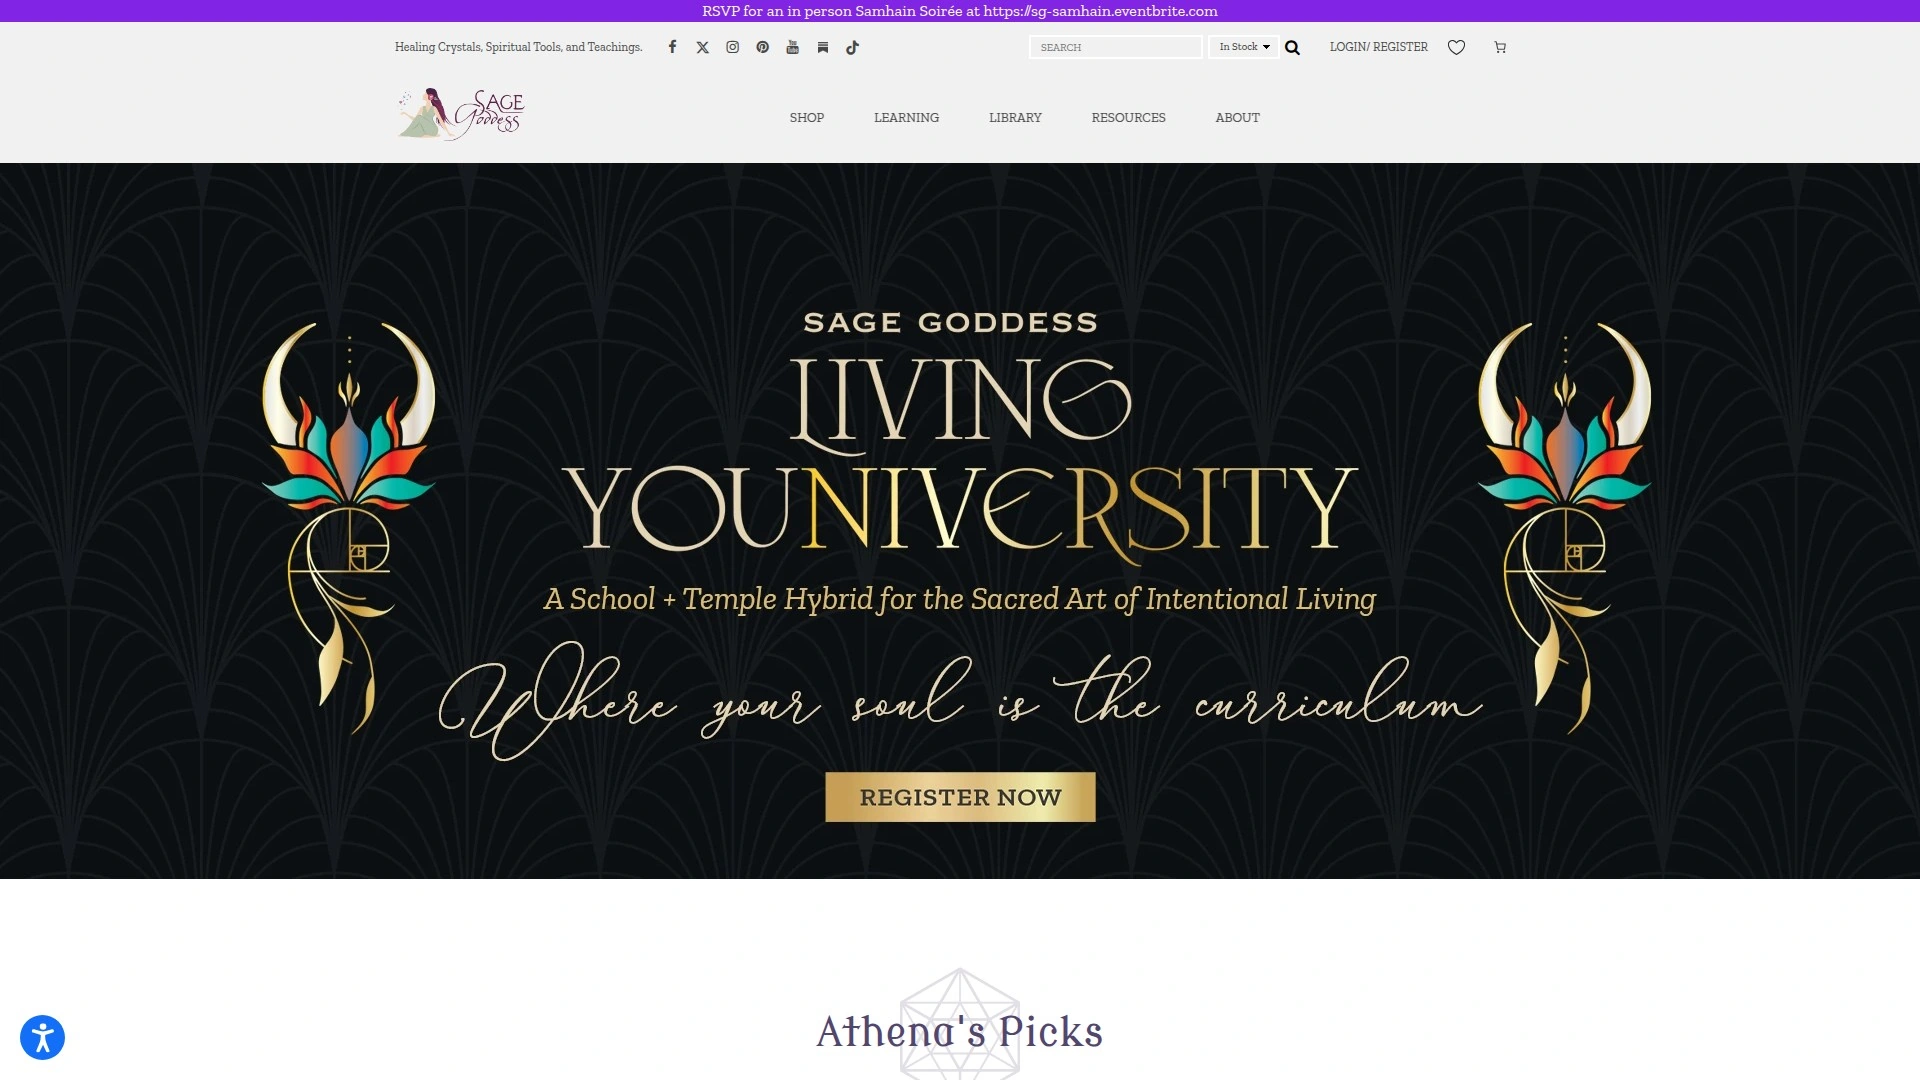 RSVP for an in person Samhain Soirée at https://sg-samhain.eventbrite.com
Healing Crystals, Spiritual Tools, and Teachings.
SEARCH
In Stock
LOGIN/ REGISTER
SAGE Goddess
SHOP
LEARNING
LIBRARY
RESOURCES
ABOUT
SAGE GODDESS
LIVING
YOUNIVERSITY
A School + Temple Hybrid for the Sacred Art of Intentional Living
Where your soul is the curriculum
REGISTER NOW
Athena's Picks